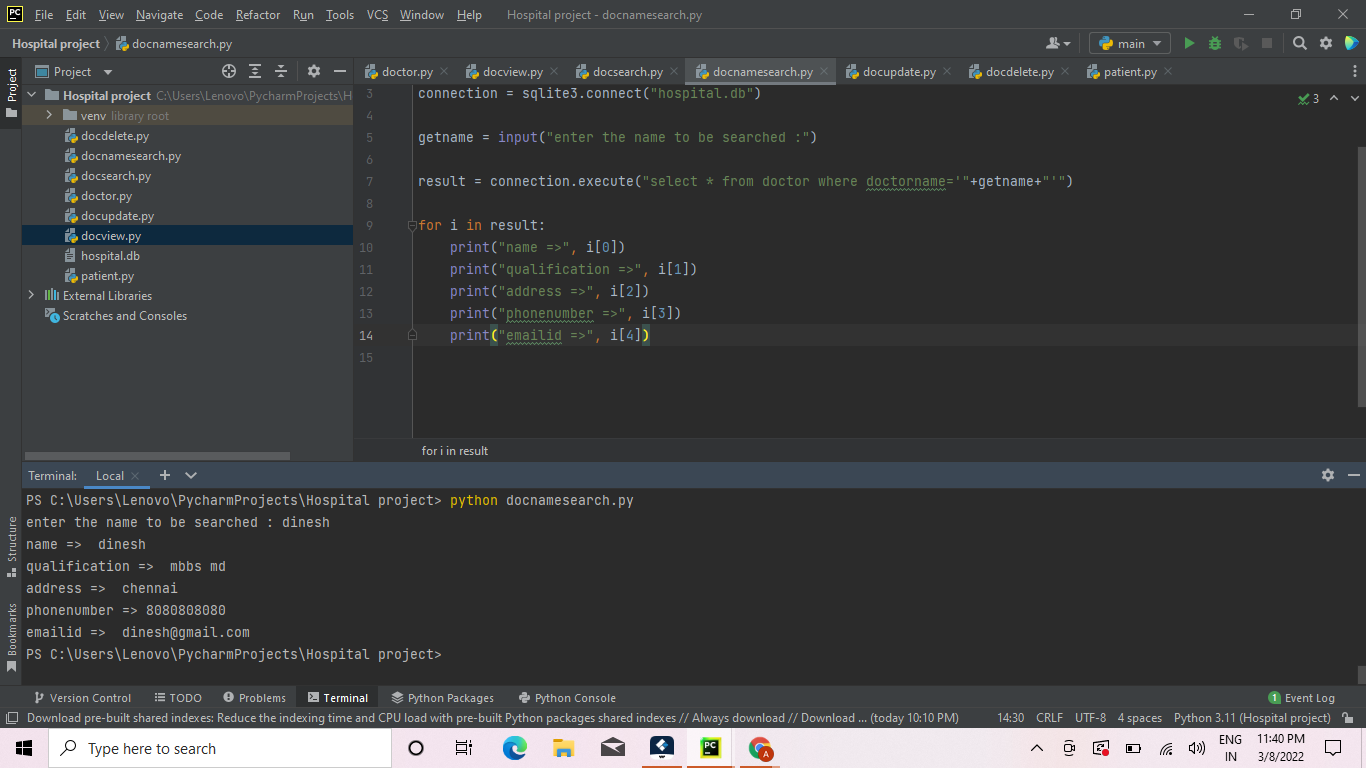 PC File Edit View Navigate Code Refactor Run Tools VCS Window Help Hospital project - docnamesearch.py
Hospital project docnamesearch.py main
Project
Project
doctor.py docview.py docsearch.py docnamesearch.py docupdate.py docdelete.py patient.py
Hospital project C:\Users\Lenovo\PycharmProjects\H
venv library root
docdelete.py
docnamesearch.py
docsearch.py
doctor.py
docupdate.py
docview.py
hospital.db
patient.py
External Libraries
Scratches and Consoles
3 connection = sqlite3.connect("hospital.db")
3
4
5 getname = input("enter the name to be searched :")
6
7 result = connection.execute("select * from doctor where doctorname='"+getname+"'")
8
9 for i in result:
10 print("name =>", i[0])
11 print("qualification =>", i[1])
12 print("address =>", i[2])
13 print("phonenumber =>", i[3])
14 print("emailid =>", i[4])
15
for i in result
Terminal: Local
PS C:\Users\Lenovo\PycharmProjects\Hospital project> python docnamesearch.py
enter the name to be searched : dinesh
name =>  dinesh
qualification =>  mbbs md
address =>  chennai
phonenumber => 8080808080
emailid =>  dinesh@gmail.com
PS C:\Users\Lenovo\PycharmProjects\Hospital project>
Structure
Bookmarks
Version Control TODO Problems Terminal Python Packages Python Console 1 Event Log
Download pre-built shared indexes: Reduce the indexing time and CPU load with pre-built Python packages shared indexes // Always download // Download ... (today 10:10 PM) 14:30 CRLF UTF-8 4 spaces Python 3.11 (Hospital project)
Type here to search PC A ENG 11:40 PM
IN 3/8/2022